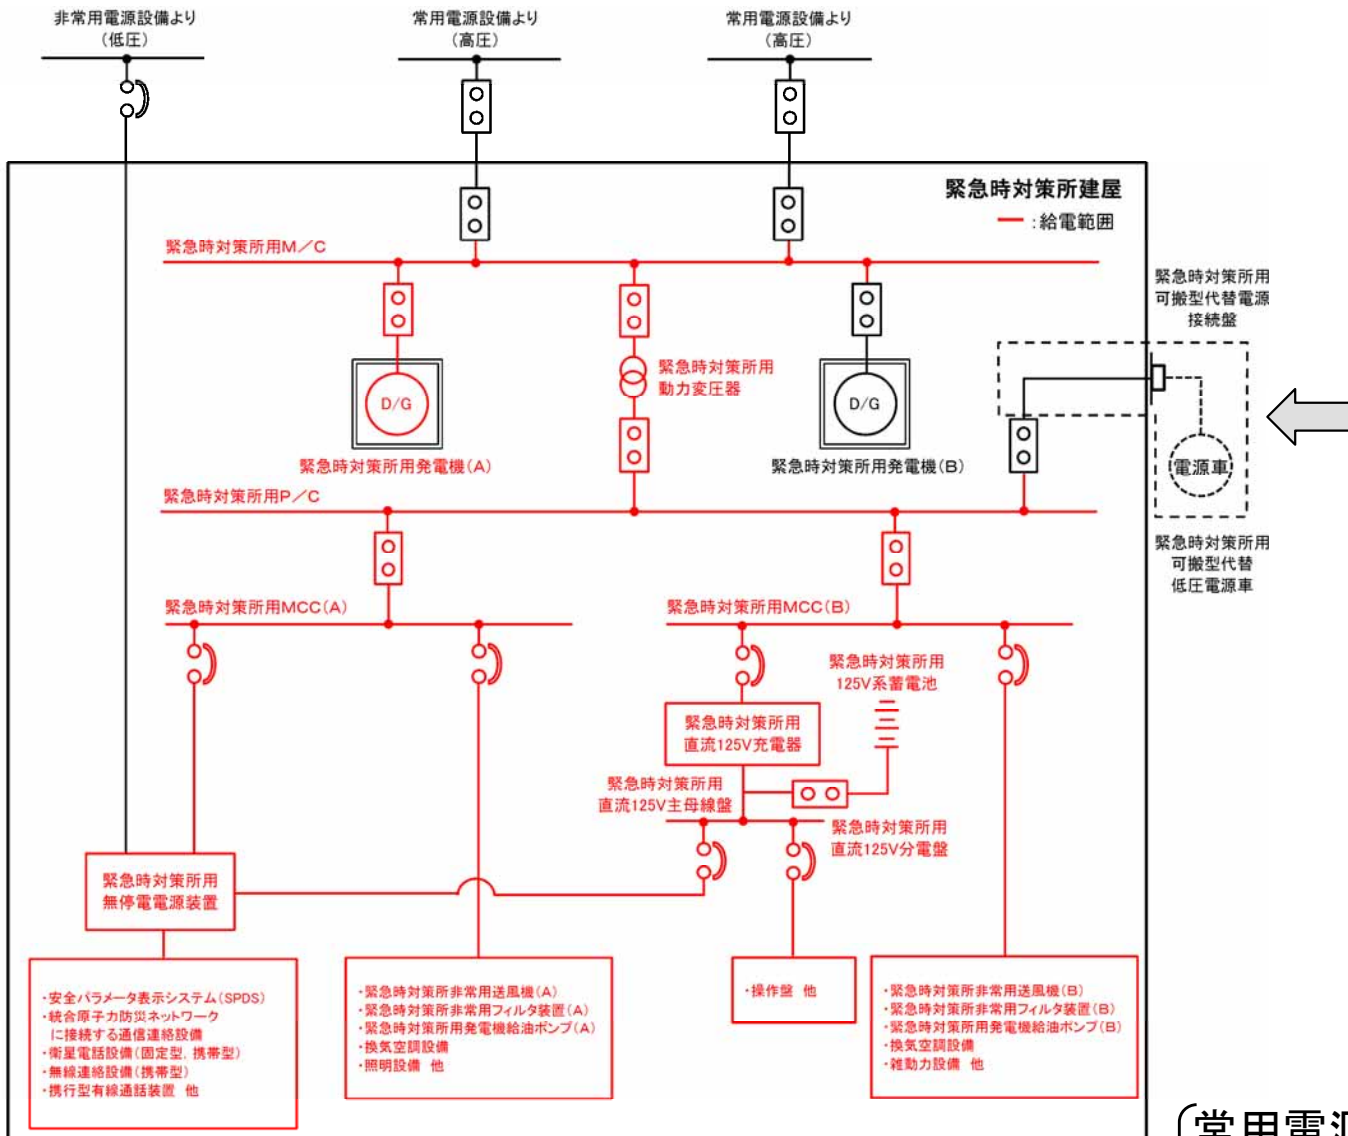 非常用電源設備より
（低圧）
常用電源設備より
（高圧）
常用電源設備より
（高圧）
緊急時対策所建屋
：給電範囲
緊急時対策所用M／C
緊急時対策所用
可搬型代替電源
接続盤
D/G
緊急時対策所用
動力変圧器
D/G
緊急時対策所用発電機（A）
緊急時対策所用発電機（B）
電源車
緊急時対策所用P／C
緊急時対策所用
可搬型代替
低圧電源車
緊急時対策所用MCC（A）
緊急時対策所用MCC（B）
緊急時対策所用
125V系蓄電池
緊急時対策所用
直流125V充電器
緊急時対策所用
直流125V主母線盤
緊急時対策所用
直流125V分電盤
緊急時対策所用
無停電電源装置
・安全パラメータ表示システム（SPDS）
・統合原子力防災ネットワーク
に接続する通信連絡設備
・衛星電話設備（固定型，携帯型）
・無線連絡設備（携帯型）
・携行型有線通話装置 他
・緊急時対策所非常用送風機（A）
・緊急時対策所非常用フィルタ装置（A）
・緊急時対策所用発電機給油ポンプ（A）
・換気空調設備
・照明設備 他
・操作盤 他
・緊急時対策所非常用送風機（B）
・緊急時対策所非常用フィルタ装置（B）
・緊急時対策所用発電機給油ポンプ（B）
・換気空調設備
・雑動力設備 他
常用電源